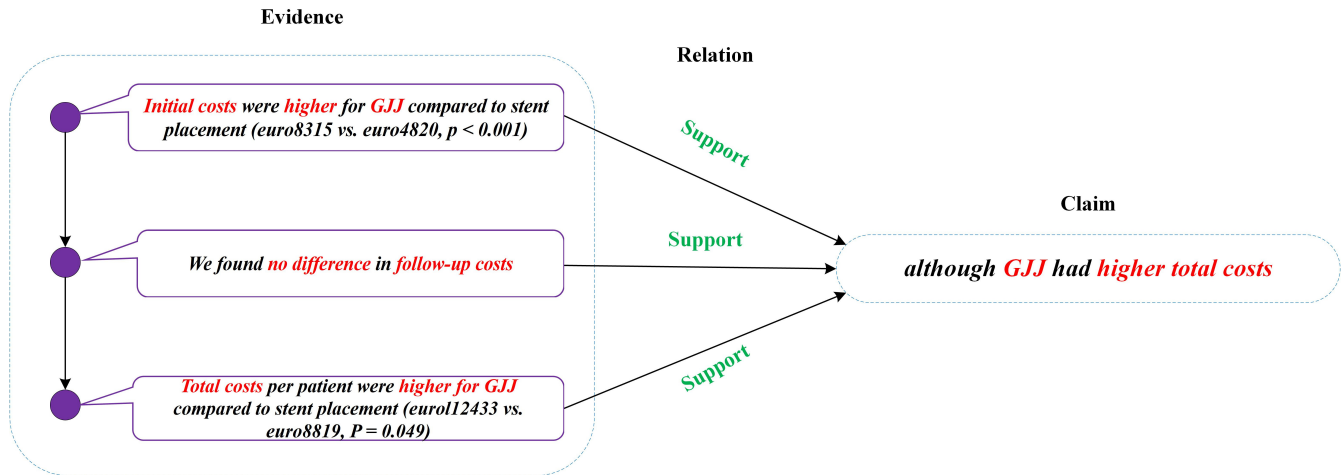 Evidence
Relation
Initial costs were higher for GJJ compared to stent
placement (euro8315 vs. euro4820, p < 0.001)
Support
Claim
We found no difference in follow-up costs
Support
although GJJ had higher total costs
Total costs per patient were higher for GJJ
compared to stent placement (eurol12433 vs.
euro8819, P = 0.049)
Support